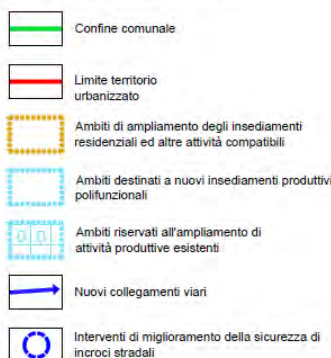 Confine comunale
Limite territorio
urbanizzato
Ambiti di ampliamento degli insediamenti
residenziali ed altre attività compatibili
Ambiti destinati a nuovi insediamenti produttivi
polifunzionali
Ambiti riservati all'ampliamento di
attività produttive esistenti
Nuovi collegamenti viari
Interventi di miglioramento della sicurezza di
incroci stradali